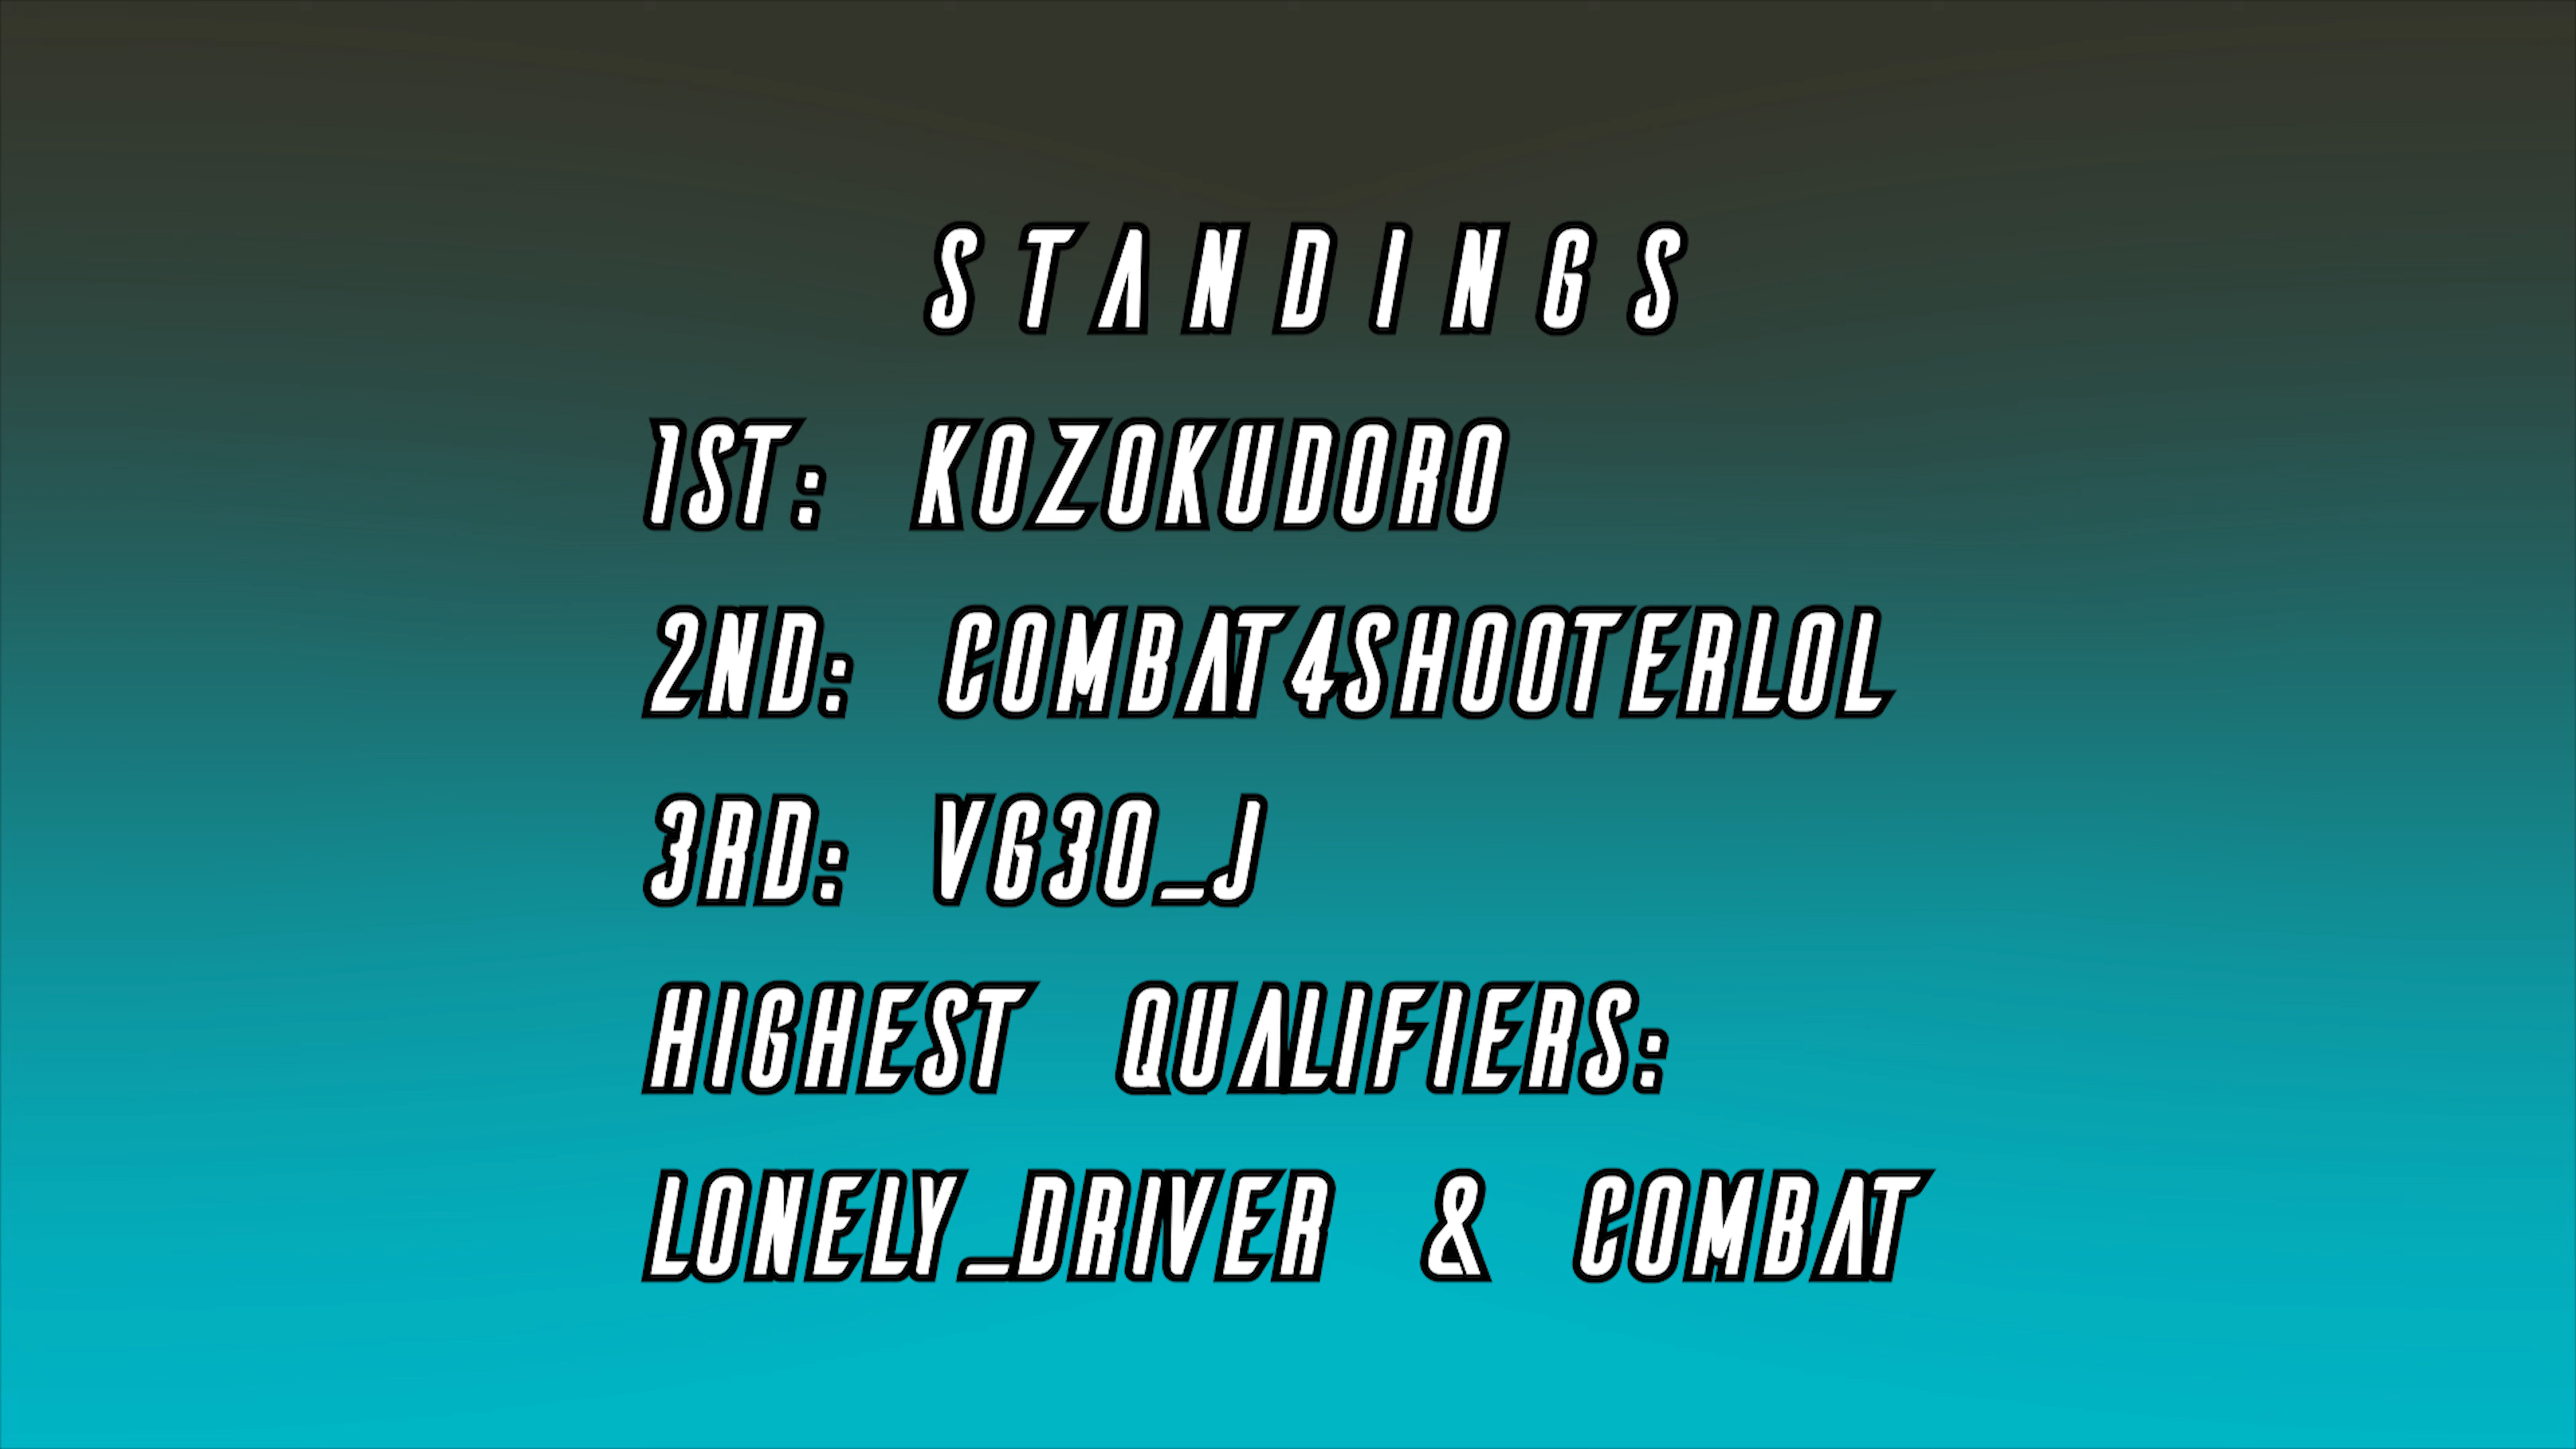 STANDINGS
1ST: KOZOKUDORO
2ND: COMBAT4SHOOTERLOL
3RD: VG30_J
HIGHEST QUALIFIERS:
LONELY_DRIVER & COMBAT